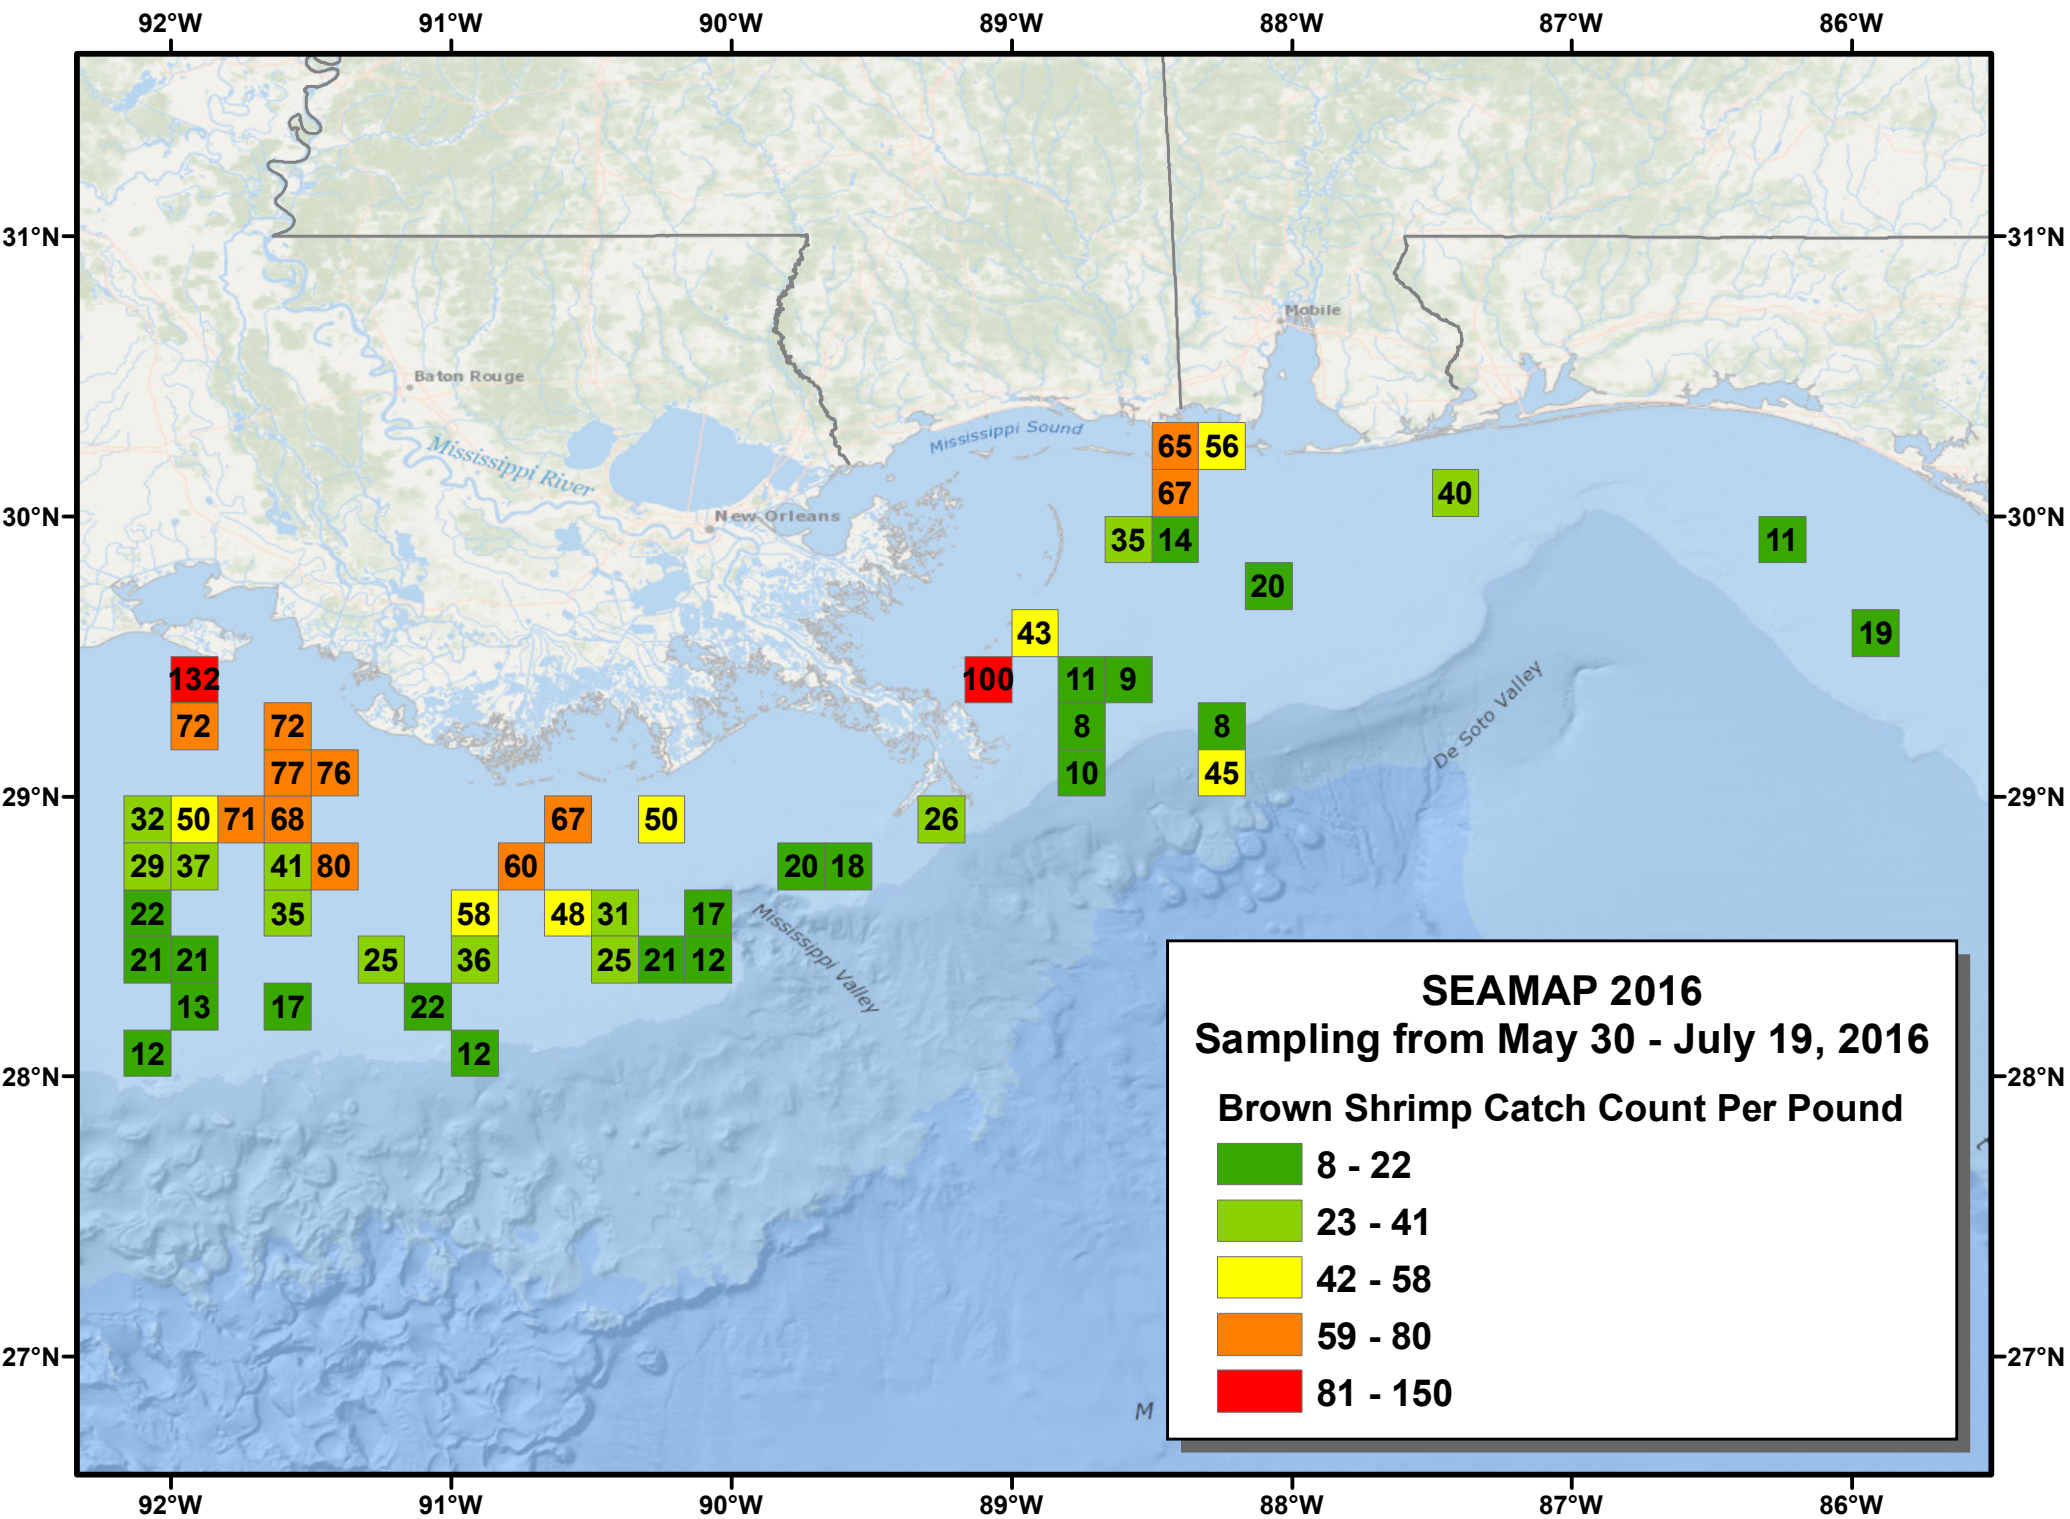 92°W 91°W 90°W 89°W 88°W 87°W 86°W
31°N 31°N
Mobile
Baton Rouge
Mississippi Sound
Mississippi River
65 56
67
40
New Orleans
30°N 30°N
35 14
11
20
43
19
132
100 11 9
De Soto Valley
72 72
8 8
77 76
10 45
29°N 29°N
32 50 71 68 67 50 26
29 37 41 80 60 20 18
22 35 58 48 31 17
Mississippi Valley
21 21 25 36 25 21 12
13 17 22
12 12
28°N 28°N
SEAMAP 2016
Sampling from May 30 - July 19, 2016
Brown Shrimp Catch Count Per Pound
8 - 22
23 - 41
42 - 58
59 - 80
81 - 150
27°N 27°N
M
92°W 91°W 90°W 89°W 88°W 87°W 86°W